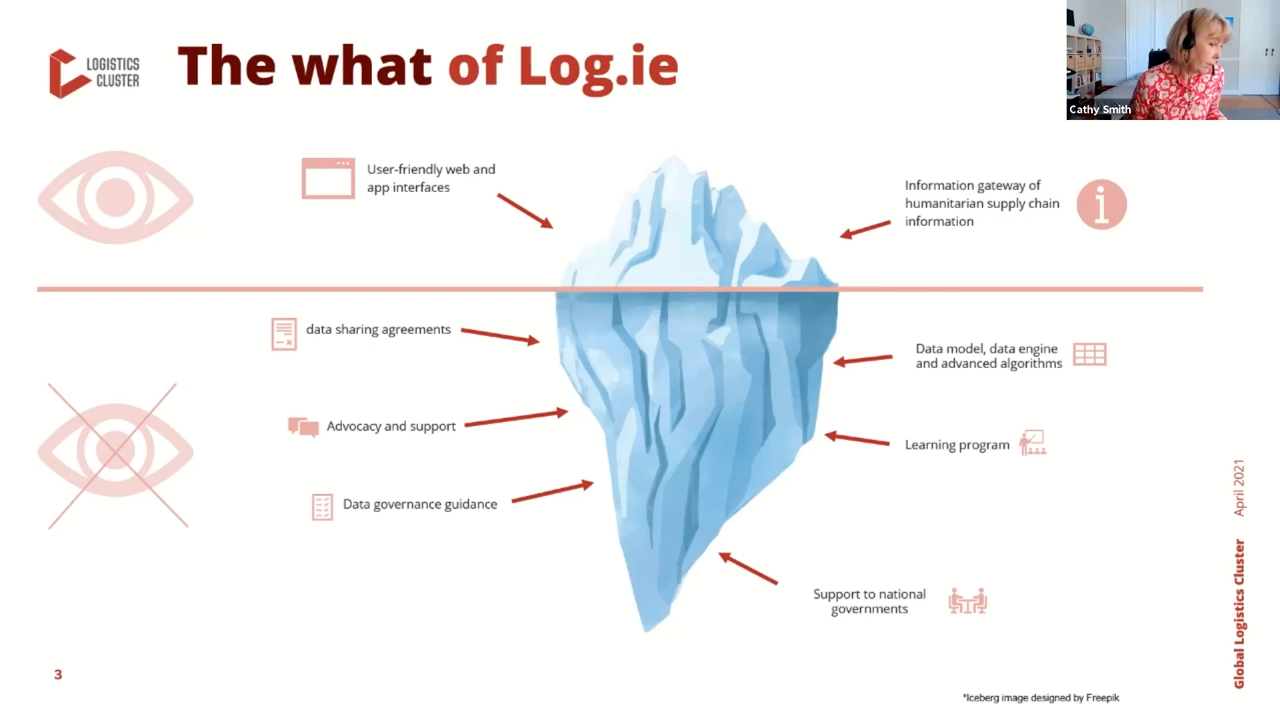 LOGISTICS
CLUSTER
The what of Log.ie
Cathy Smith
User-friendly web and
app interfaces
Information gateway of
humanitarian supply chain
information
data sharing agreements
Data model, data engine
and advanced algorithms
Advocacy and support
Learning program
Data governance guidance
Support to national
governments
Global Logistics Cluster April 2021
3
*Iceberg image designed by Freepik